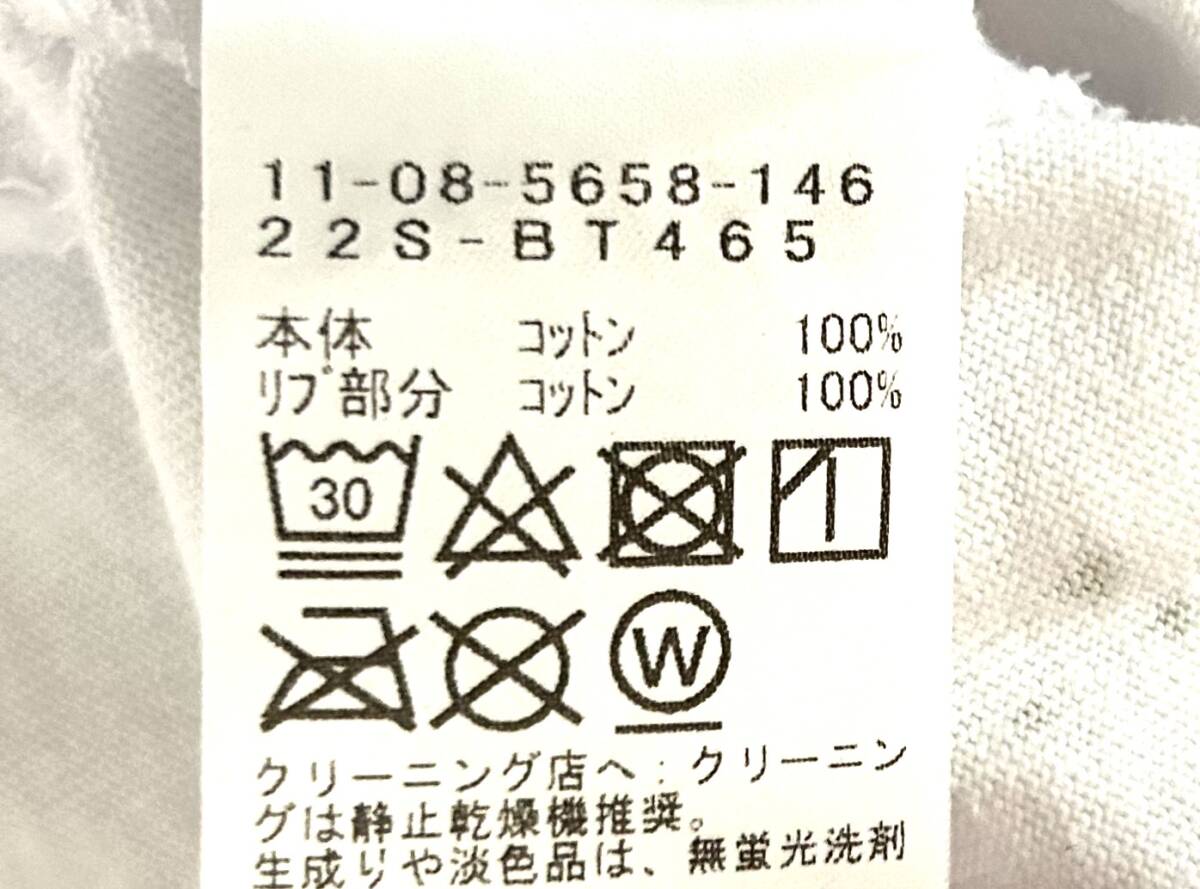 11-08-5658-146
22S-BT465
本体 コットン 100%
リブ部分 コットン 100%
30
W
クリーニング店へ:クリーニン
グは静止乾燥機推奨。
生成りや淡色品は、無蛍光洗剤